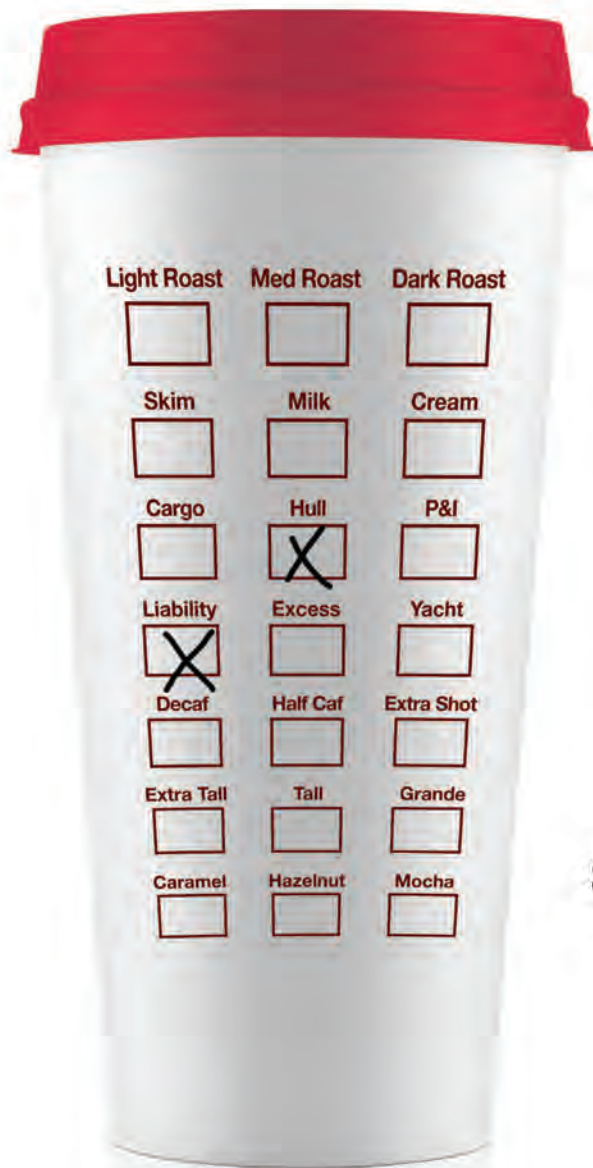 Light Roast Med Roast Dark Roast
Skim Milk Cream
Cargo Hull P&I
Liability Excess Yacht
Decaf Half Caf Extra Shot
Extra Tall Tall Grande
Caramel Hazelnut Mocha